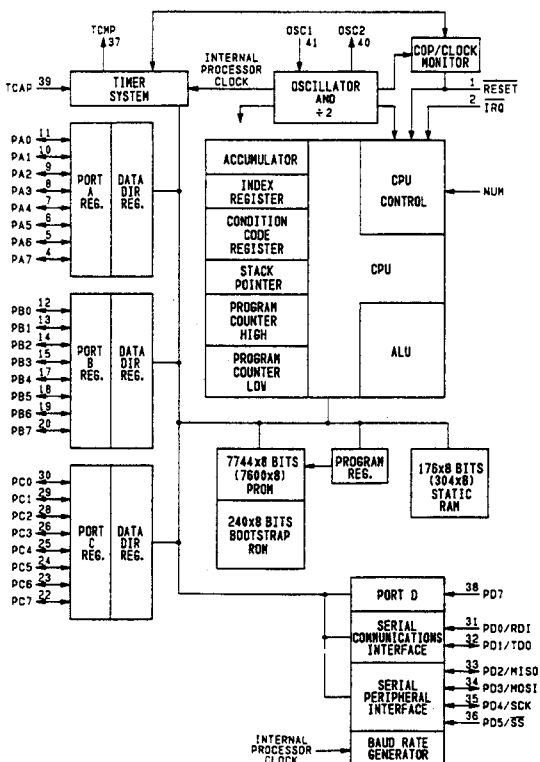 TCMP
37
OSC1
41
OSC2
40
COP/CLOCK
MONITOR
INTERNAL
PROCESSOR
CLOCK
TCAP 39
TIMER
SYSTEM
OSCILLATOR
AND
÷2
1 RESET
2 IRQ
PA0 11
PA1 10
PA2 9
PA3 8
PA4 7
PA5 6
PA6 5
PA7 4
PORT
A
REG.
DATA
DIR
REG.
ACCUMULATOR
INDEX
REGISTER
CONDITION
CODE
REGISTER
STACK
POINTER
PROGRAM
COUNTER
HIGH
PROGRAM
COUNTER
LOW
CPU
CONTROL
NUM
CPU
ALU
PB0 12
PB1 13
PB2 14
PB3 15
PB4 17
PB5 18
PB6 19
PB7 20
PORT
B
REG.
DATA
DIR
REG.
7744x8 BITS
(7600x8)
PROM
240x8 BITS
BOOTSTRAP
ROM
PROGRAM
REG.
176x8 BITS
(304x8)
STATIC
RAM
PC0 30
PC1 29
PC2 28
PC3 26
PC4 25
PC5 24
PC6 23
PC7 22
PORT
C
REG.
DATA
DIR
REG.
PORT D
38 PD7
SERIAL
COMMUNICATIONS
INTERFACE
31 PD0/RDI
32 PD1/TDO
SERIAL
PERIPHERAL
INTERFACE
33 PD2/MISO
34 PD3/MOSI
35 PD4/SCK
36 PD5/SS
INTERNAL
PROCESSOR
CLOCK
BAUD RATE
GENERATOR